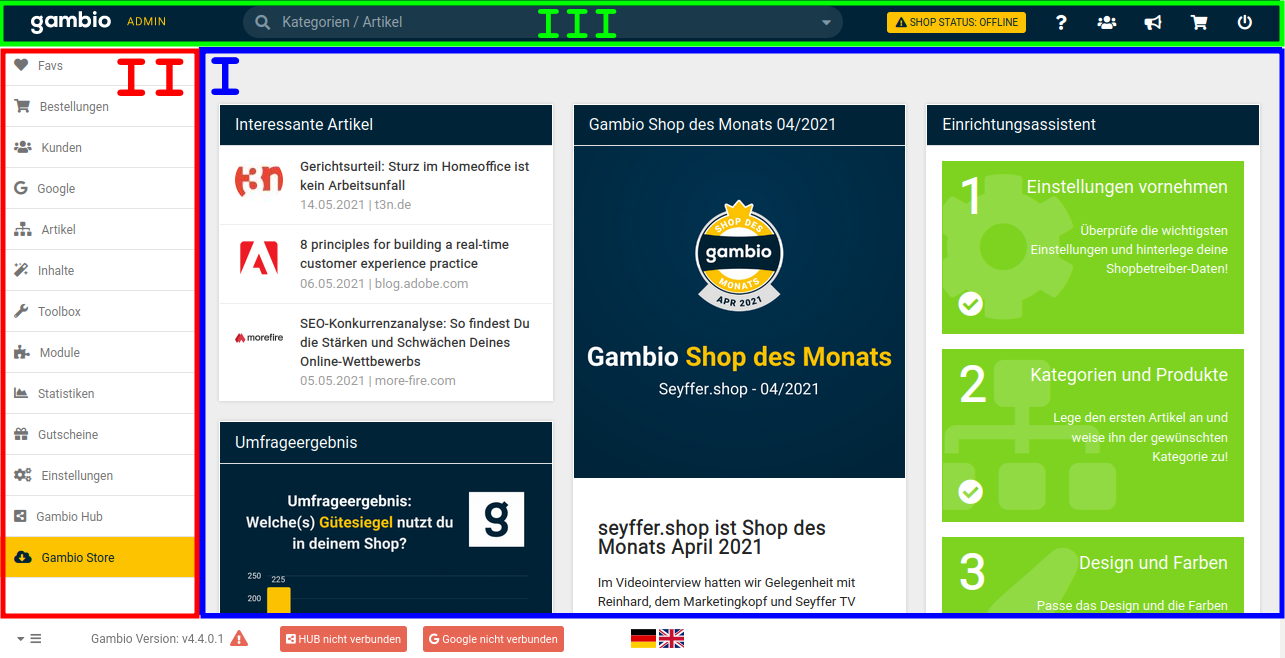 gambio ADMIN
Kategorien / Artikel
III
SHOP STATUS: OFFLINE
II
Favs
Bestellungen
Kunden
Google
Artikel
Inhalte
Toolbox
Module
Statistiken
Gutscheine
Einstellungen
Gambio Hub
Gambio Store
I
Interessante Artikel
t3n
Gerichtsurteil: Sturz im Homeoffice ist
kein Arbeitsunfall
14.05.2021 | t3n.de
8 principles for building a real-time
customer experience practice
06.05.2021 | blog.adobe.com
morefire
SEO-Konkurrenzanalyse: So findest Du
die Stärken und Schwächen Deines
Online-Wettbewerbs
05.05.2021 | more-fire.com
Umfrageergebnis
Umfrageergebnis:
Welche(s) Gütesiegel nutzt du
in deinem Shop?
g
250
225
200
Gambio Shop des Monats 04/2021
SHOP DES
gambio
MONATS
APR 2021
Gambio Shop des Monats
Seyffer.shop - 04/2021
seyffer.shop ist Shop des
Monats April 2021
Im Videointerview hatten wir Gelegenheit mit
Reinhard, dem Marketingkopf und Seyffer TV
Einrichtungsassistent
1
Einstellungen vornehmen
Überprüfe die wichtigsten
Einstellungen und hinterlege deine
Shopbetreiber-Daten!
2
Kategorien und Produkte
Lege den ersten Artikel an und
weise ihn der gewünschten
Kategorie zu!
3
Design und Farben
Passe das Design und die Farben
Gambio Version: v4.4.0.1
HUB nicht verbunden
Google nicht verbunden